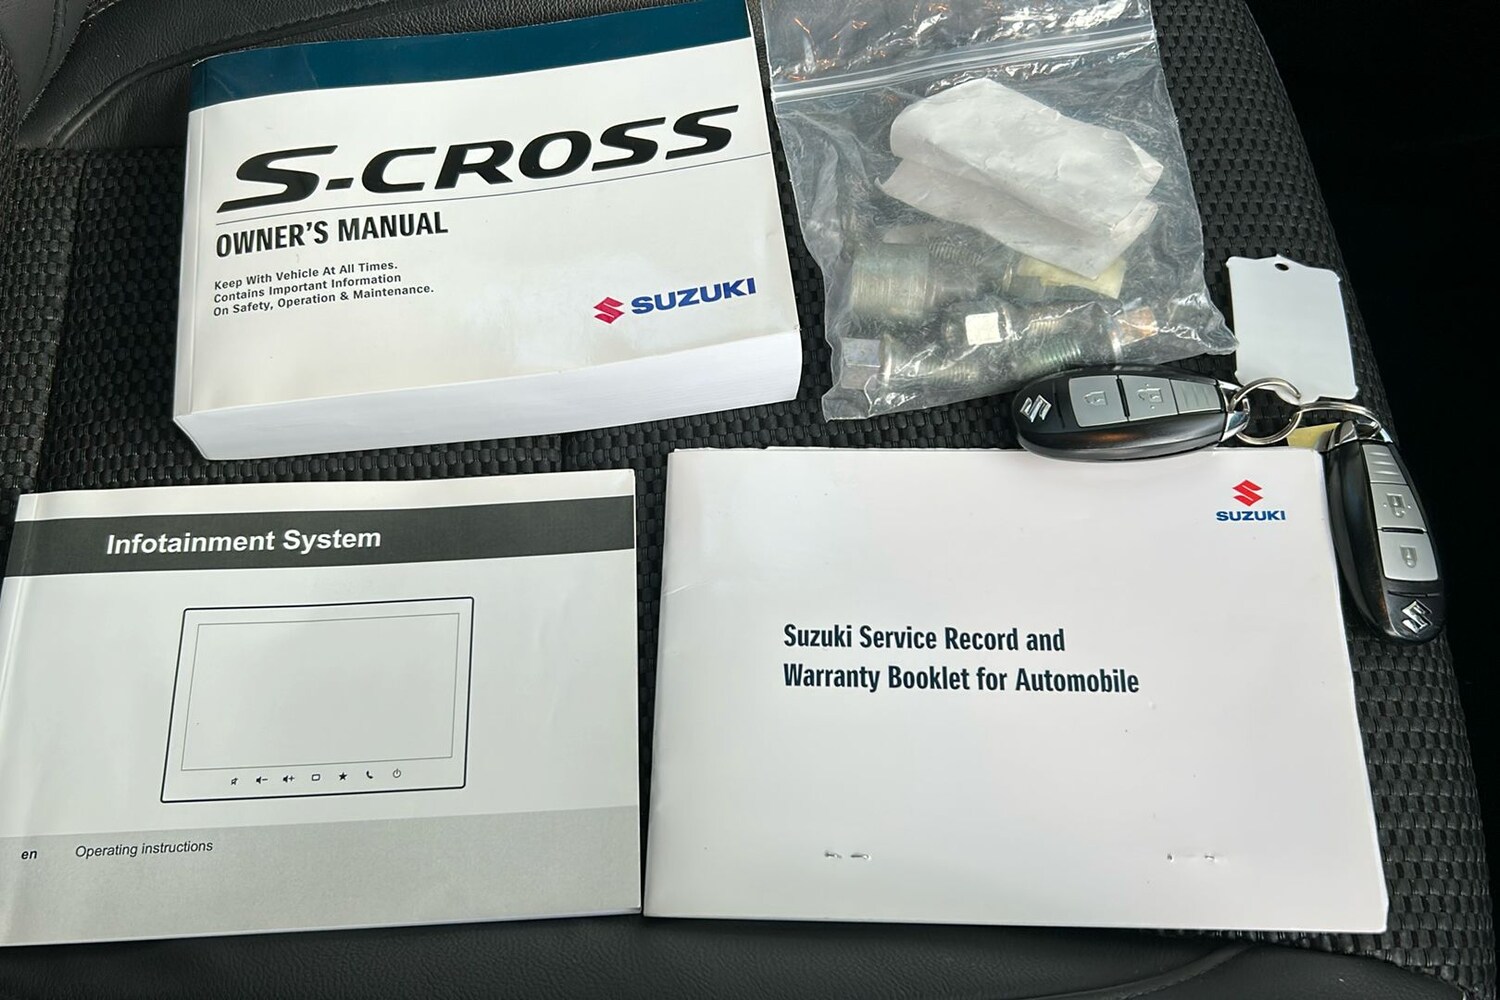 S-CROSS
OWNER'S MANUAL
Keep With Vehicle At All Times.
Contains Important Information
On Safety, Operation & Maintenance.
SUZUKI
Infotainment System
en Operating instructions
SUZUKI
Suzuki Service Record and
Warranty Booklet for Automobile